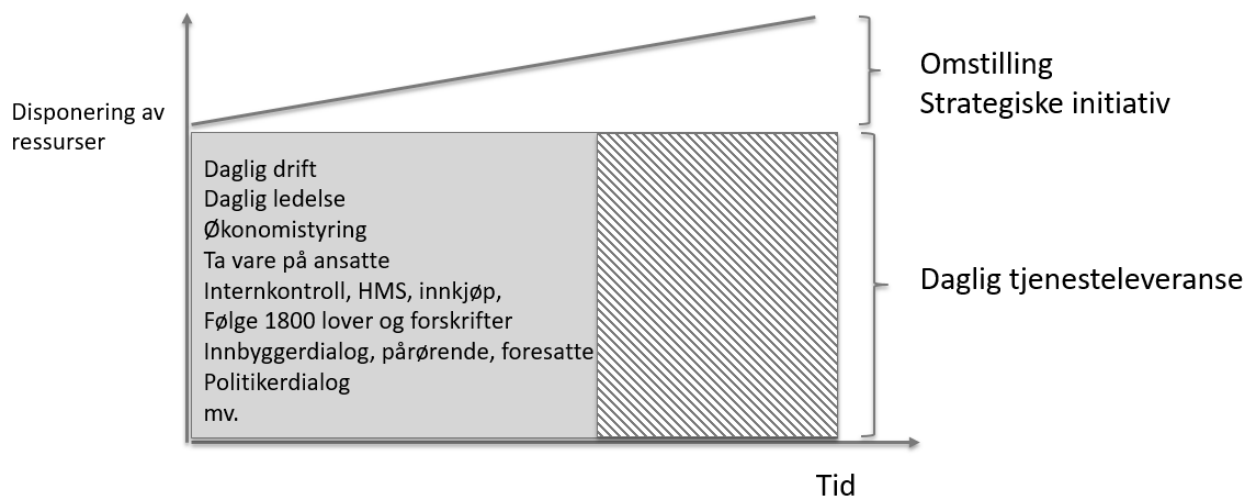 Disponering av
ressurser
Omstilling
Strategiske initiativ
Daglig drift
Daglig ledelse
Økonomistyring
Ta vare på ansatte
Internkontroll, HMS, innkjøp,
Følge 1800 lover og forskrifter
Innbyggerdialog, pårørende, foresatte
Politikerdialog
mv.
Daglig tjenesteleveranse
Tid